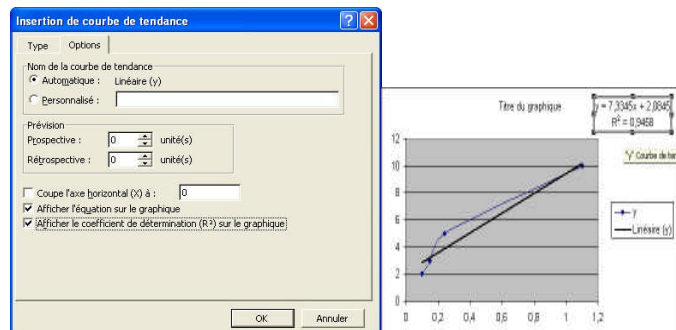 Insertion de courbe de tendance
Type Options
Nom de la courbe de tendance
Automatique : Linéaire (y)
Personnalisé :
Prévision
Prospective : 0 unité(s)
Rétrospective : 0 unité(s)
Coupe l'axe horizontal (X) à : 0
Afficher l'équation sur le graphique
Afficher le coefficient de détermination (R²) sur le graphique
OK Annuler
Titre du graphique
y = 7,3345x + 2,0845
R² = 0,9458
"Y" Courbe de ten
12
10
8
6
4
2
0
0 0,2 0,4 0,6 0,8 1 1,2
y
Linéaire (y)